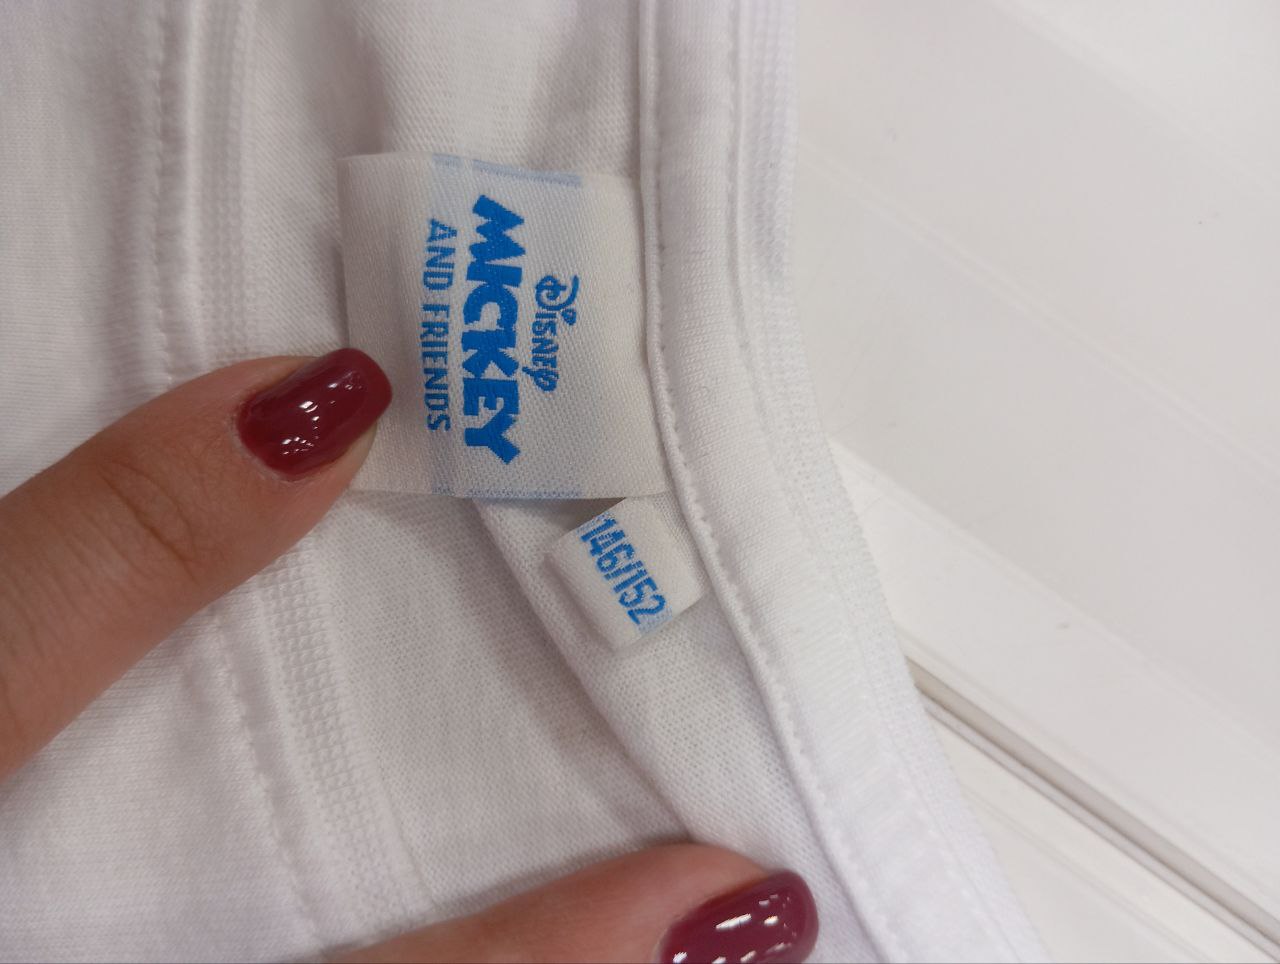 Disney
MICKEY
AND FRIENDS
146/152